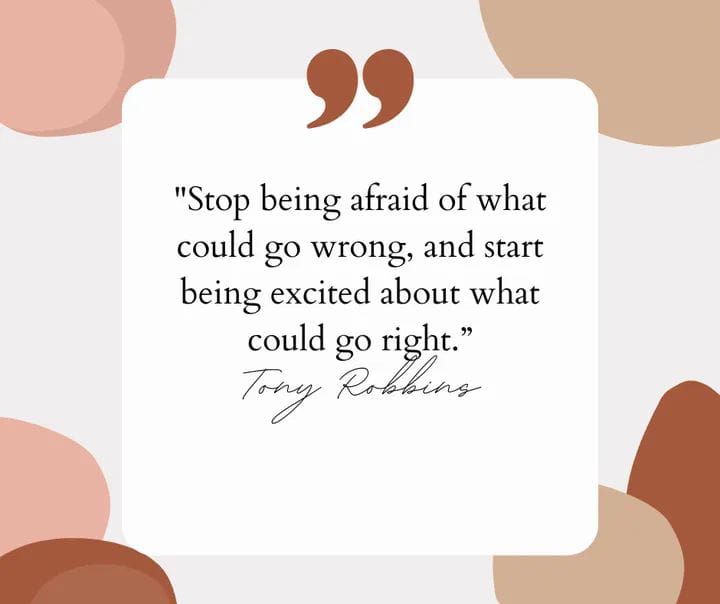 "Stop being afraid of what
could go wrong, and start
being excited about what
could go right.”
Tony Robbins